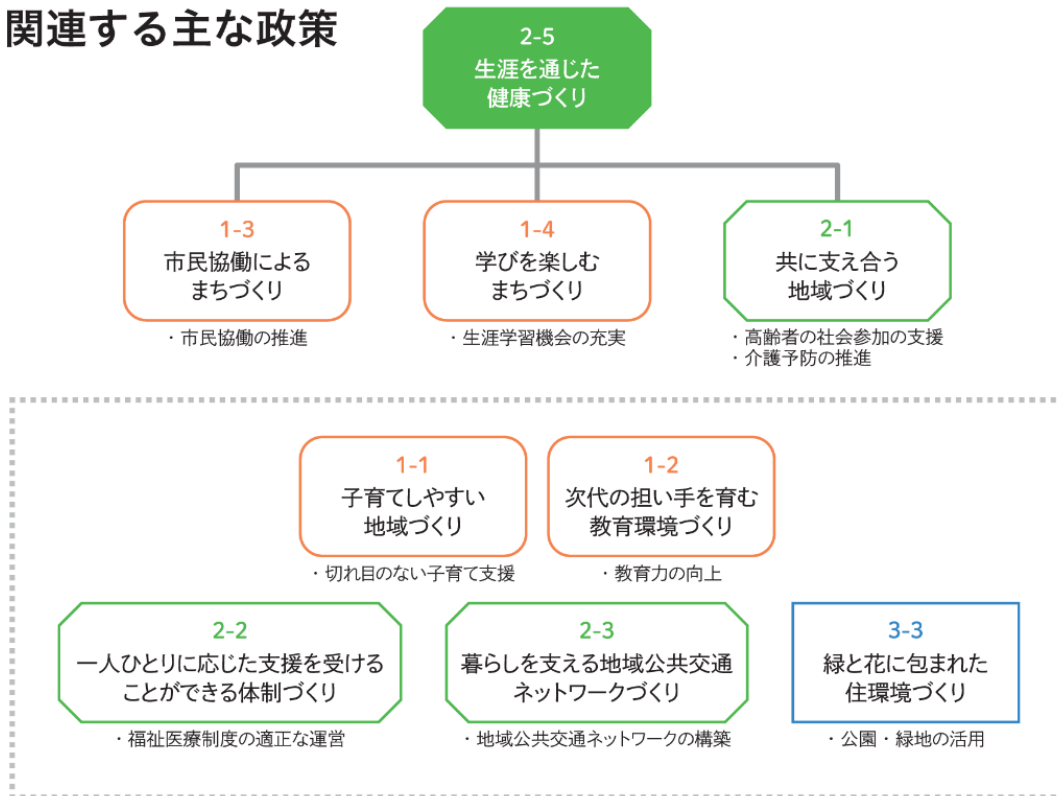 関連する主な政策
2-5
生涯を通じた
健康づくり
1-3
市民協働による
まちづくり
・市民協働の推進
1-4
学びを楽しむ
まちづくり
・生涯学習機会の充実
2-1
共に支え合う
地域づくり
・高齢者の社会参加の支援
・介護予防の推進
1-1
子育てしやすい
地域づくり
・切れ目のない子育て支援
1-2
次代の担い手を育む
教育環境づくり
・教育力の向上
2-2
一人ひとりに応じた支援を受ける
ことができる体制づくり
・福祉医療制度の適正な運営
2-3
暮らしを支える地域公共交通
ネットワークづくり
・地域公共交通ネットワークの構築
3-3
緑と花に包まれた
住環境づくり
・公園・緑地の活用